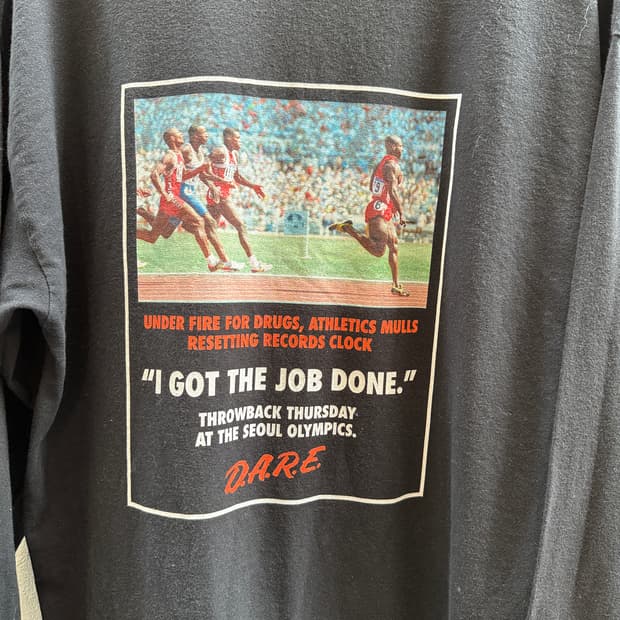 UNDER FIRE FOR DRUGS, ATHLETICS MULLS
RESETTING RECORDS CLOCK
"I GOT THE JOB DONE."
THROWBACK THURSDAY
AT THE SEOUL OLYMPICS.
D.A.R.E.